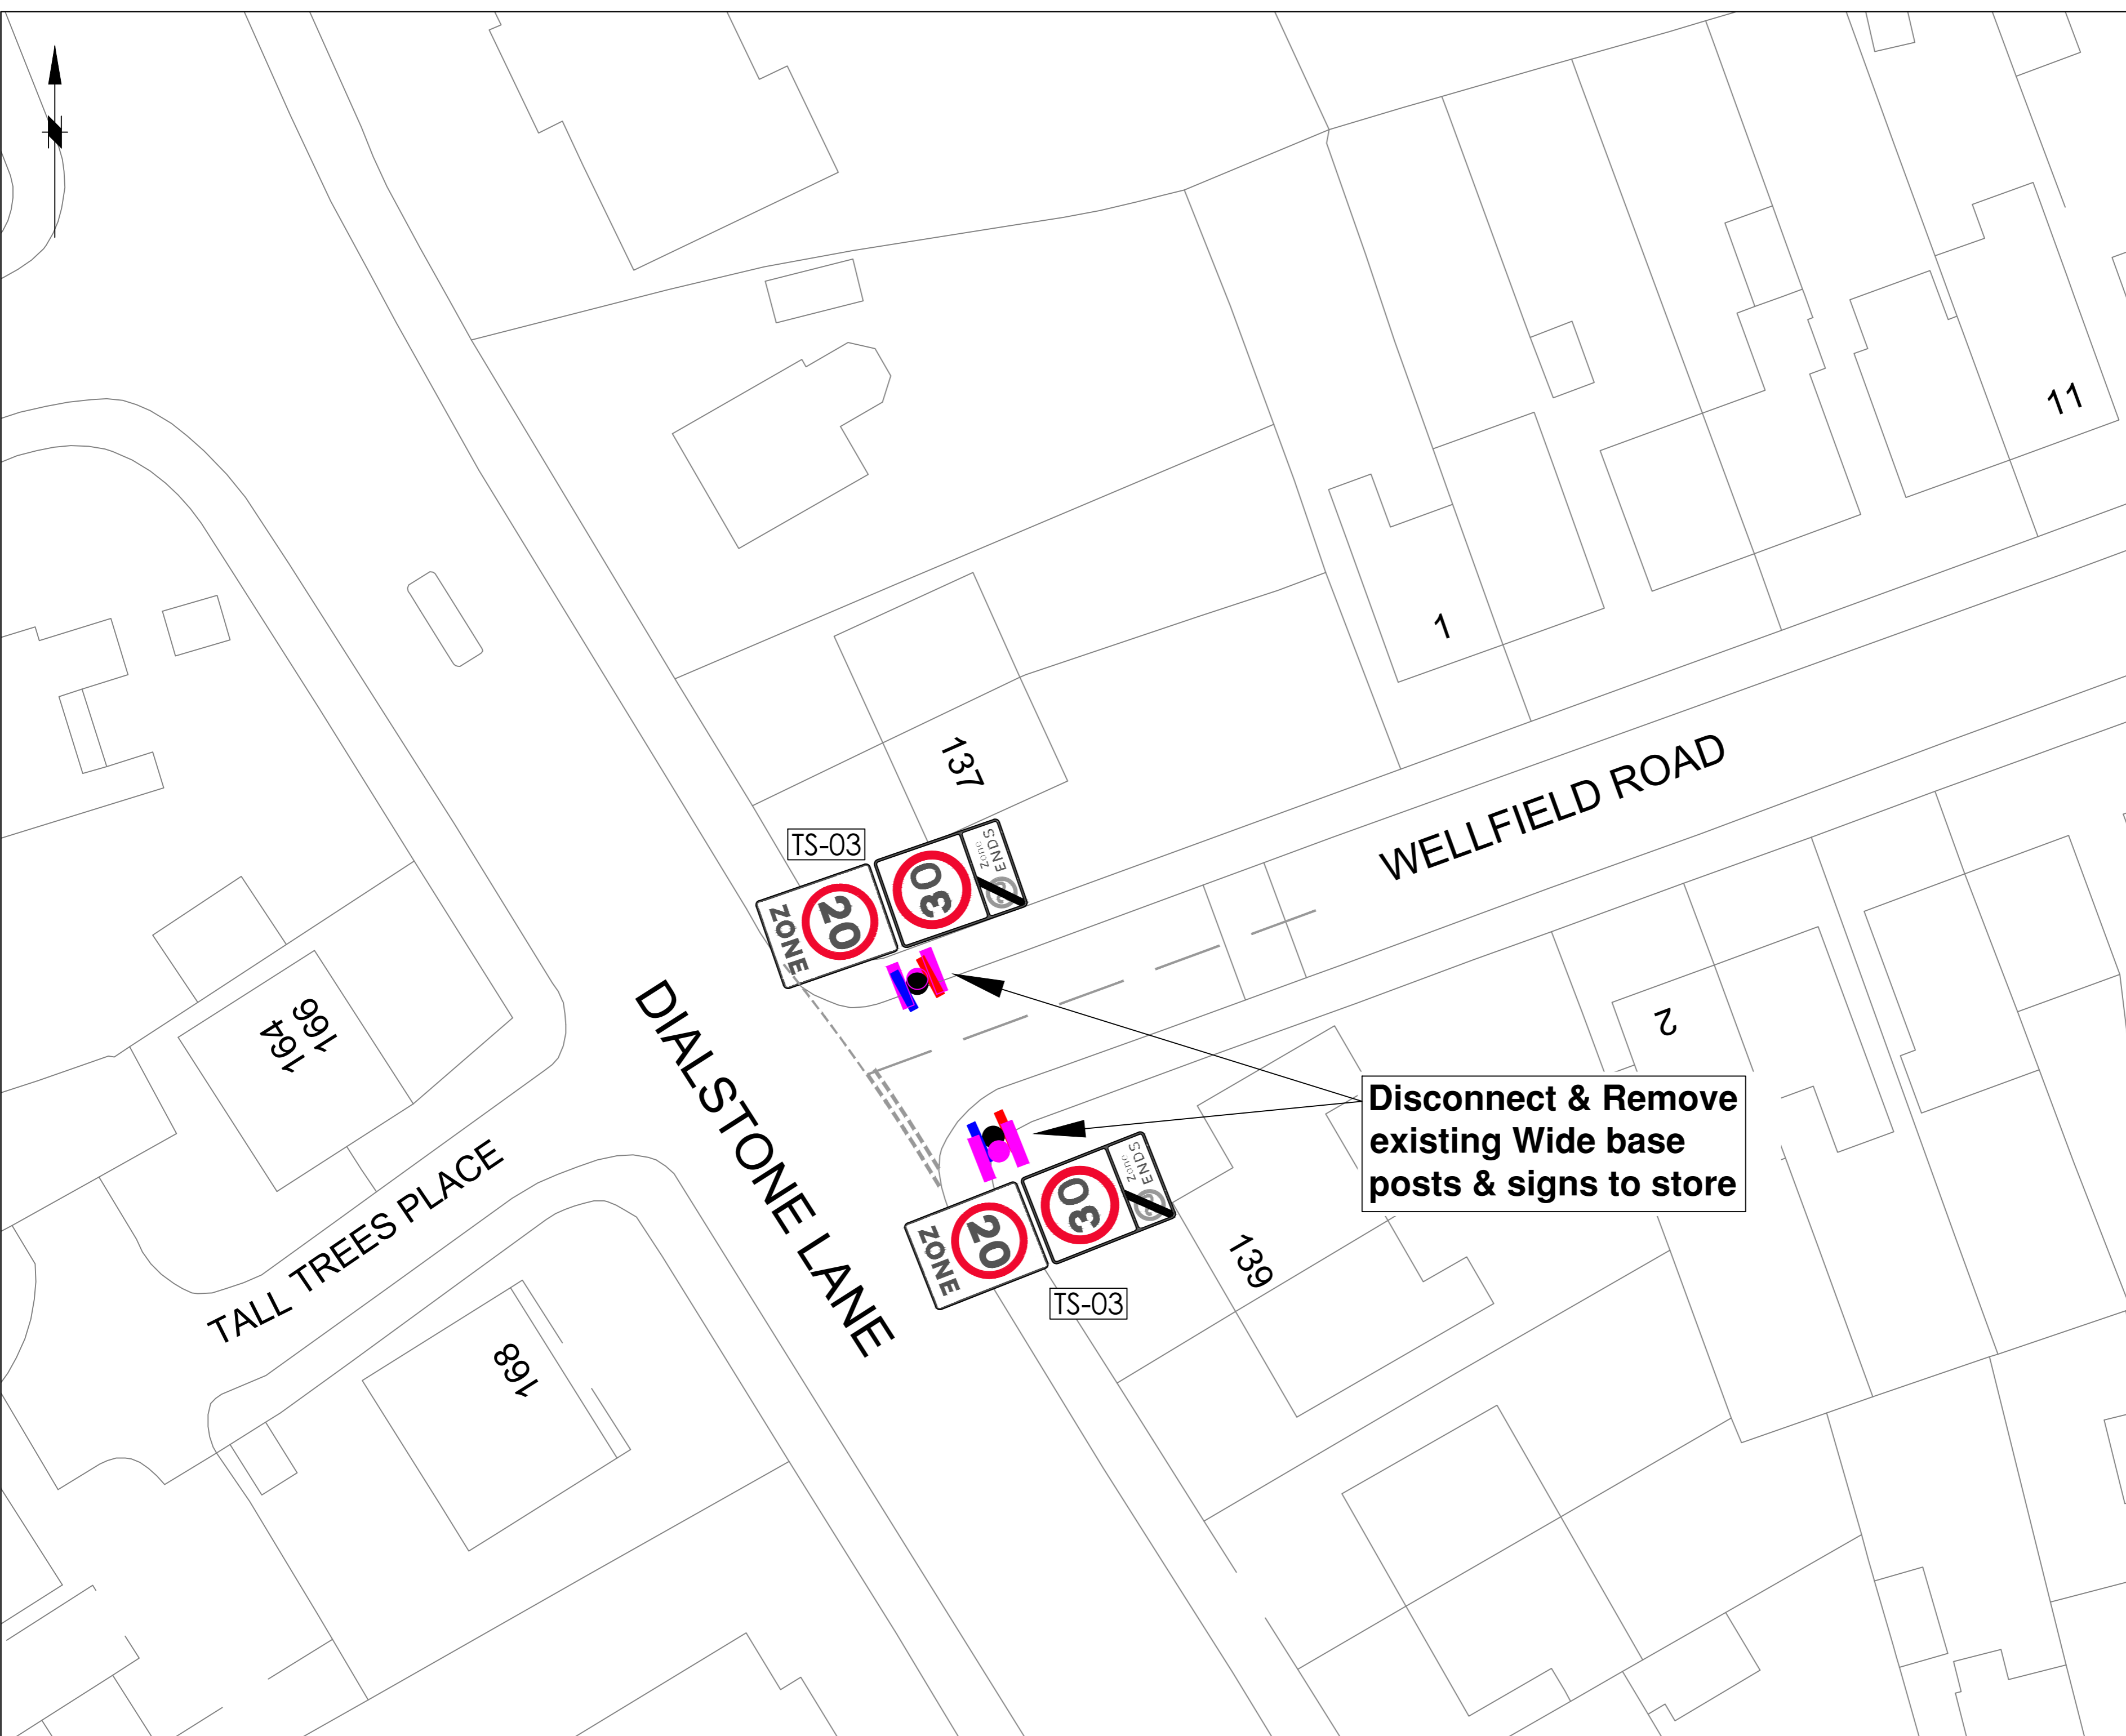 11
1
137
WELLFIELD ROAD
TS-03
30
zone
ENDS
20
ZONE
166
164
DIALSTONE LANE
2
Disconnect & Remove
existing Wide base
posts & signs to store
TALL TREES PLACE
30
zone
ENDS
20
ZONE
139
TS-03
168